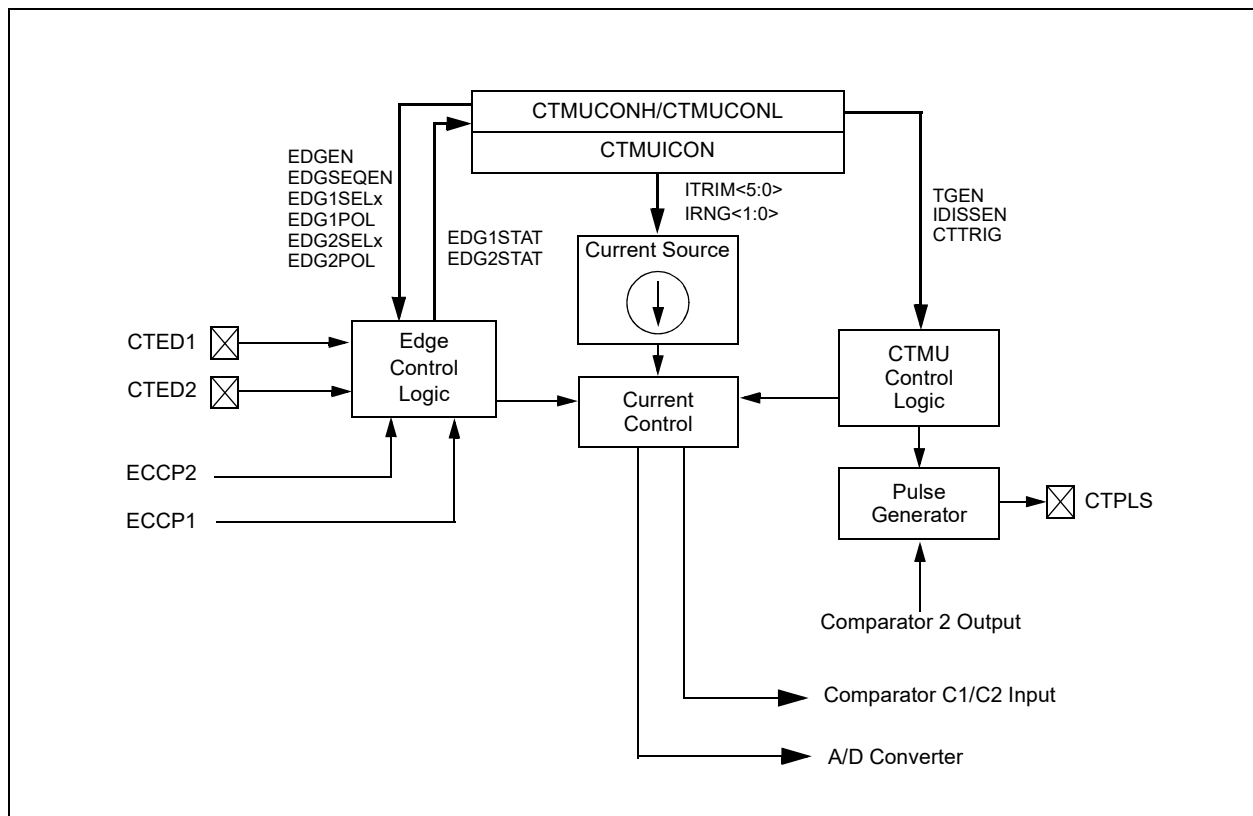 CTMUCONH/CTMUCONL
CTMUICON
EDGEN
EDGSEQEN
EDG1SELx
EDG1POL
EDG2SELx
EDG2POL
EDG1STAT
EDG2STAT
ITRIM<5:0>
IRNG<1:0>
TGEN
IDISSEN
CTTRIG
Current Source
CTED1
CTED2
Edge
Control
Logic
Current
Control
CTMU
Control
Logic
ECCP2
ECCP1
Pulse
Generator
CTPLS
Comparator 2 Output
Comparator C1/C2 Input
A/D Converter